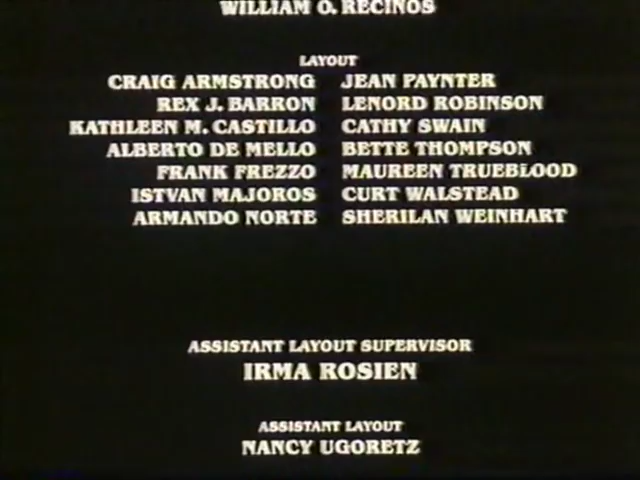 WILLIAM O. RECINOS
LAYOUT
CRAIG ARMSTRONG JEAN PAYNTER
REX J. BARRON LENORD ROBINSON
KATHLEEN M. CASTILLO CATHY SWAIN
ALBERTO DE MELLO BETTE THOMPSON
FRANK FREZZO MAUREEN TRUEBLOOD
ISTVAN MAJOROS CURT WALSTEAD
ARMANDO NORTE SHERILAN WEINHART
ASSISTANT LAYOUT SUPERVISOR
IRMA ROSIEN
ASSISTANT LAYOUT
NANCY UGORETZ